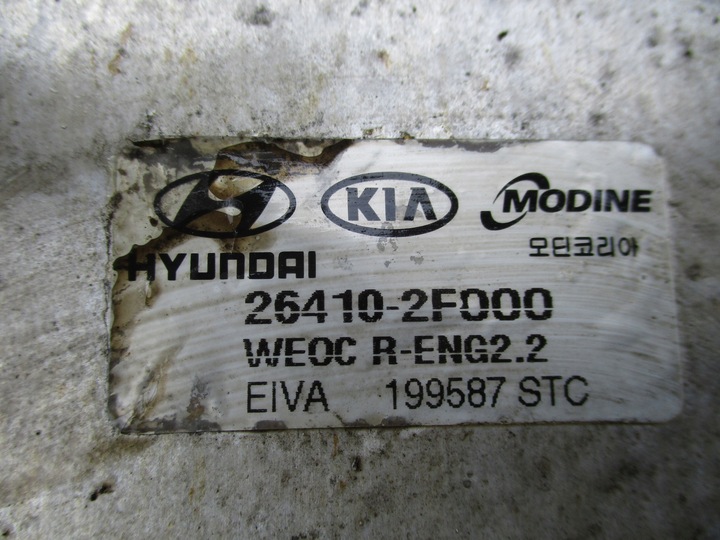 KIA MODINE
HYUNDAI 모딘코리아
26410-2F000
WEOC R-ENG2.2
EIVA 199587 STC